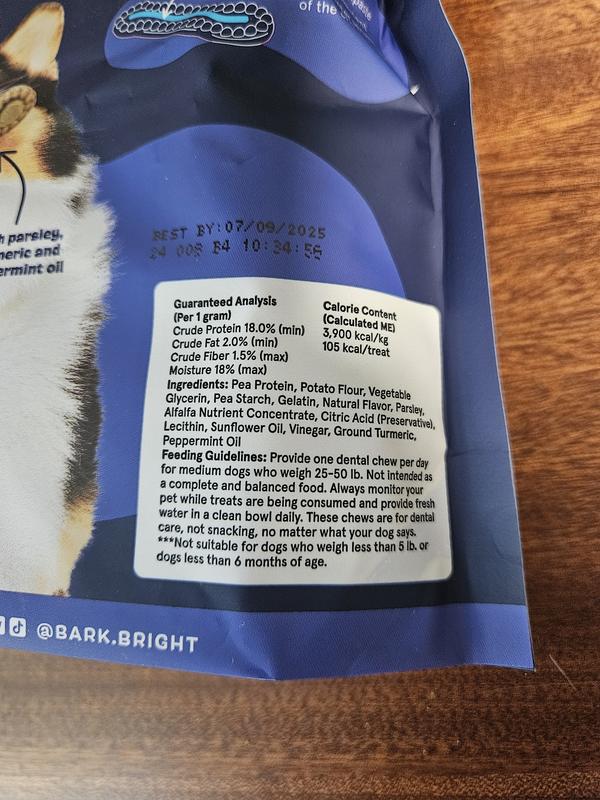 of the
h parsley,
meric and
ermint oil
BEST BY:07/09/2025
24 008 B4 10:34:56
Guaranteed Analysis
(Per 1 gram)
Crude Protein 18.0% (min)
Crude Fat 2.0% (min)
Crude Fiber 1.5% (max)
Moisture 18% (max)
Calorie Content
(Calculated ME)
3,900 kcal/kg
105 kcal/treat
Ingredients: Pea Protein, Potato Flour, Vegetable
Glycerin, Pea Starch, Gelatin, Natural Flavor, Parsley,
Alfalfa Nutrient Concentrate, Citric Acid (Preservative),
Lecithin, Sunflower Oil, Vinegar, Ground Turmeric,
Peppermint Oil
Feeding Guidelines: Provide one dental chew per day
for medium dogs who weigh 25-50 lb. Not intended as
a complete and balanced food. Always monitor your
pet while treats are being consumed and provide fresh
water in a clean bowl daily. These chews are for dental
care, not snacking, no matter what your dog says.
***Not suitable for dogs who weigh less than 5 lb. or
dogs less than 6 months of age.
@BARK.BRIGHT